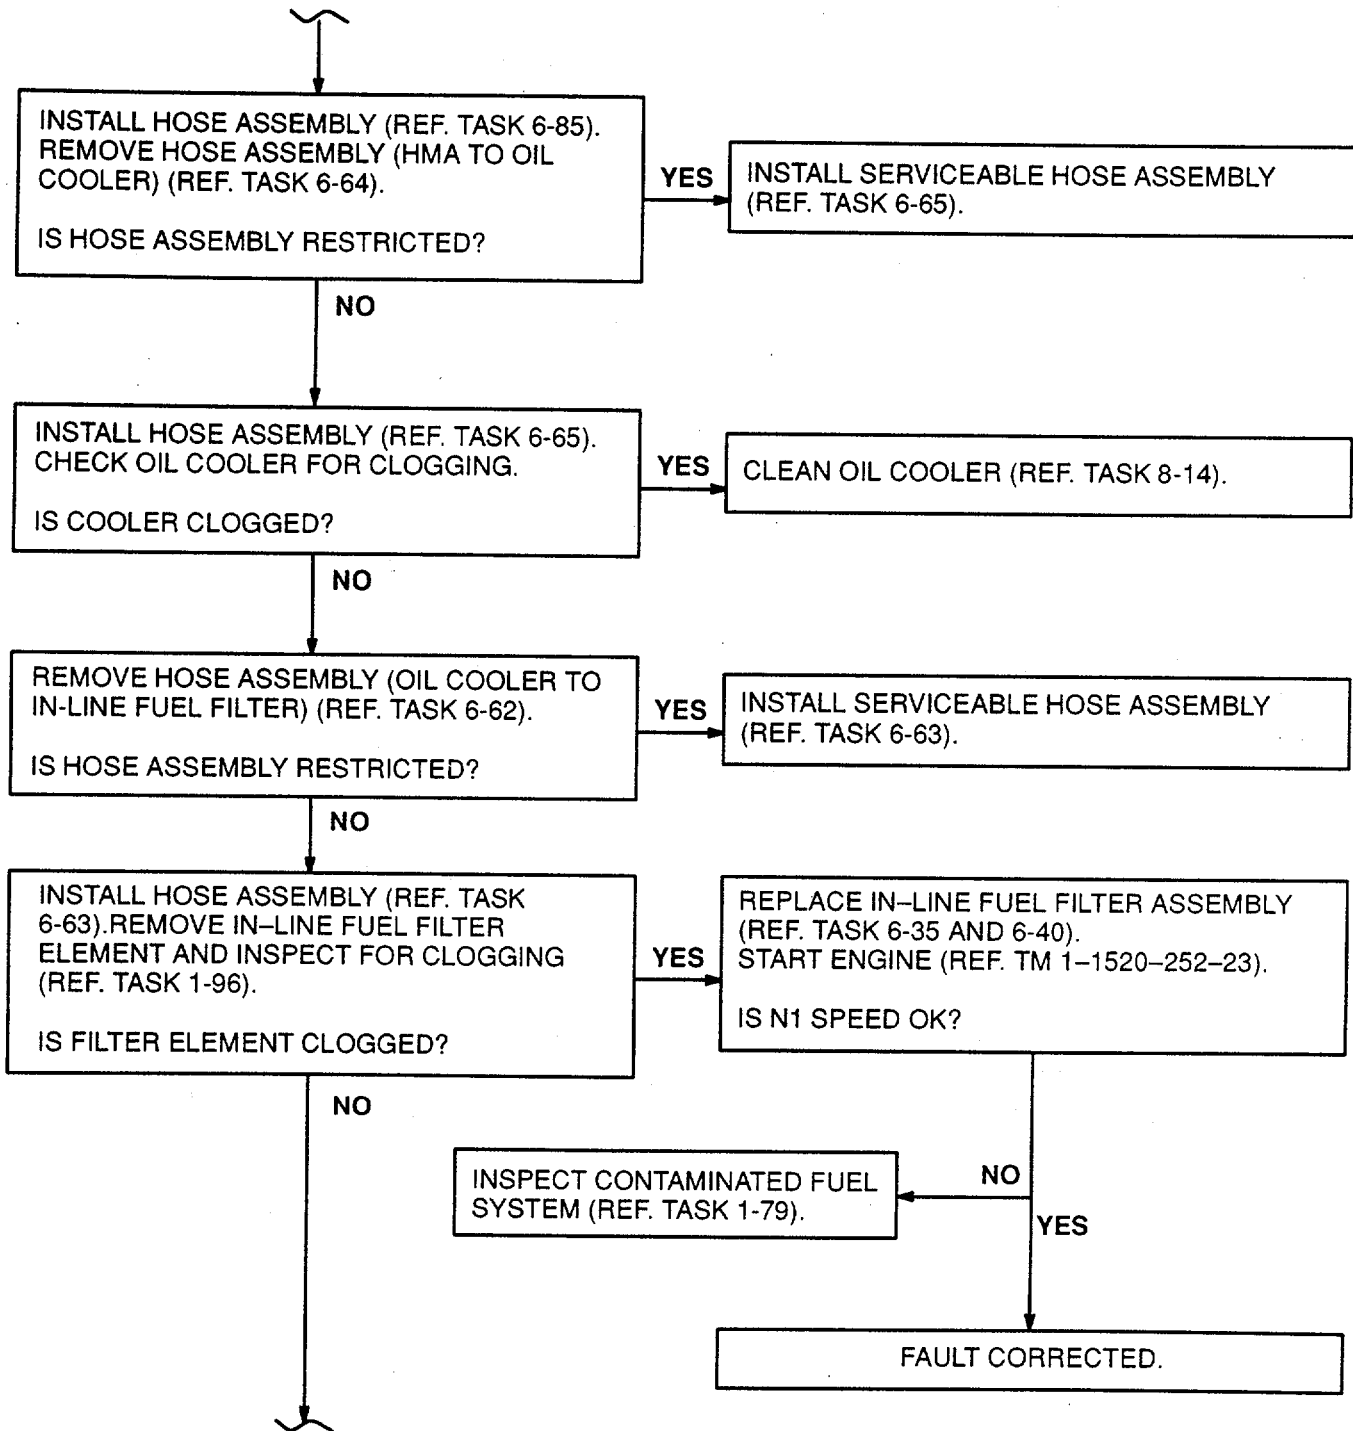 INSTALL HOSE ASSEMBLY (REF. TASK 6-85).
REMOVE HOSE ASSEMBLY (HMA TO OIL
COOLER) (REF. TASK 6-64).
IS HOSE ASSEMBLY RESTRICTED?
YES
INSTALL SERVICEABLE HOSE ASSEMBLY
(REF. TASK 6-65).
NO
INSTALL HOSE ASSEMBLY (REF. TASK 6-65).
CHECK OIL COOLER FOR CLOGGING.
IS COOLER CLOGGED?
YES
CLEAN OIL COOLER (REF. TASK 8-14).
NO
REMOVE HOSE ASSEMBLY (OIL COOLER TO
IN-LINE FUEL FILTER) (REF. TASK 6-62).
IS HOSE ASSEMBLY RESTRICTED?
YES
INSTALL SERVICEABLE HOSE ASSEMBLY
(REF. TASK 6-63).
NO
INSTALL HOSE ASSEMBLY (REF. TASK
6-63).REMOVE IN–LINE FUEL FILTER
ELEMENT AND INSPECT FOR CLOGGING
(REF. TASK 1-96).
IS FILTER ELEMENT CLOGGED?
YES
REPLACE IN–LINE FUEL FILTER ASSEMBLY
(REF. TASK 6-35 AND 6-40).
START ENGINE (REF. TM 1–1520–252–23).
IS N1 SPEED OK?
NO
INSPECT CONTAMINATED FUEL
SYSTEM (REF. TASK 1-79).
NO
YES
FAULT CORRECTED.